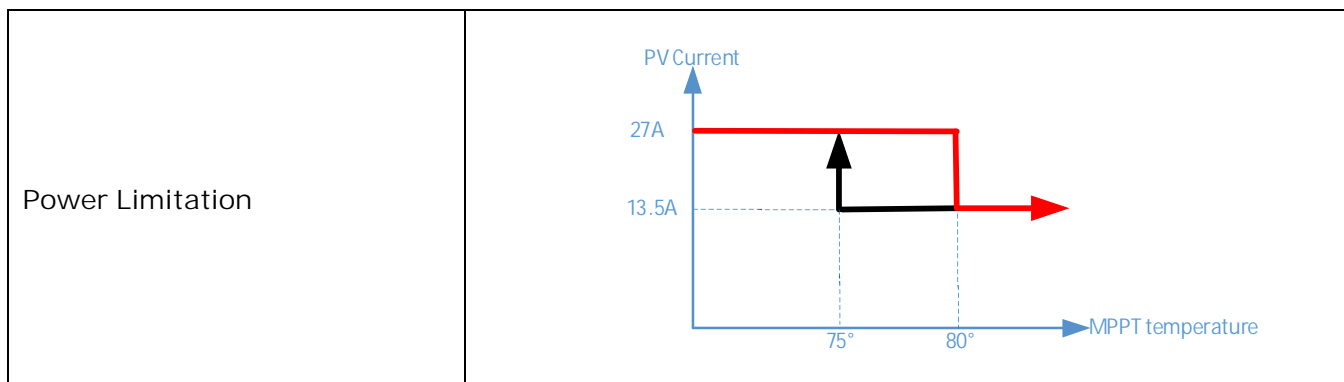 Power Limitation
PV Current
27A
13.5A
75°
80°
MPPT temperature